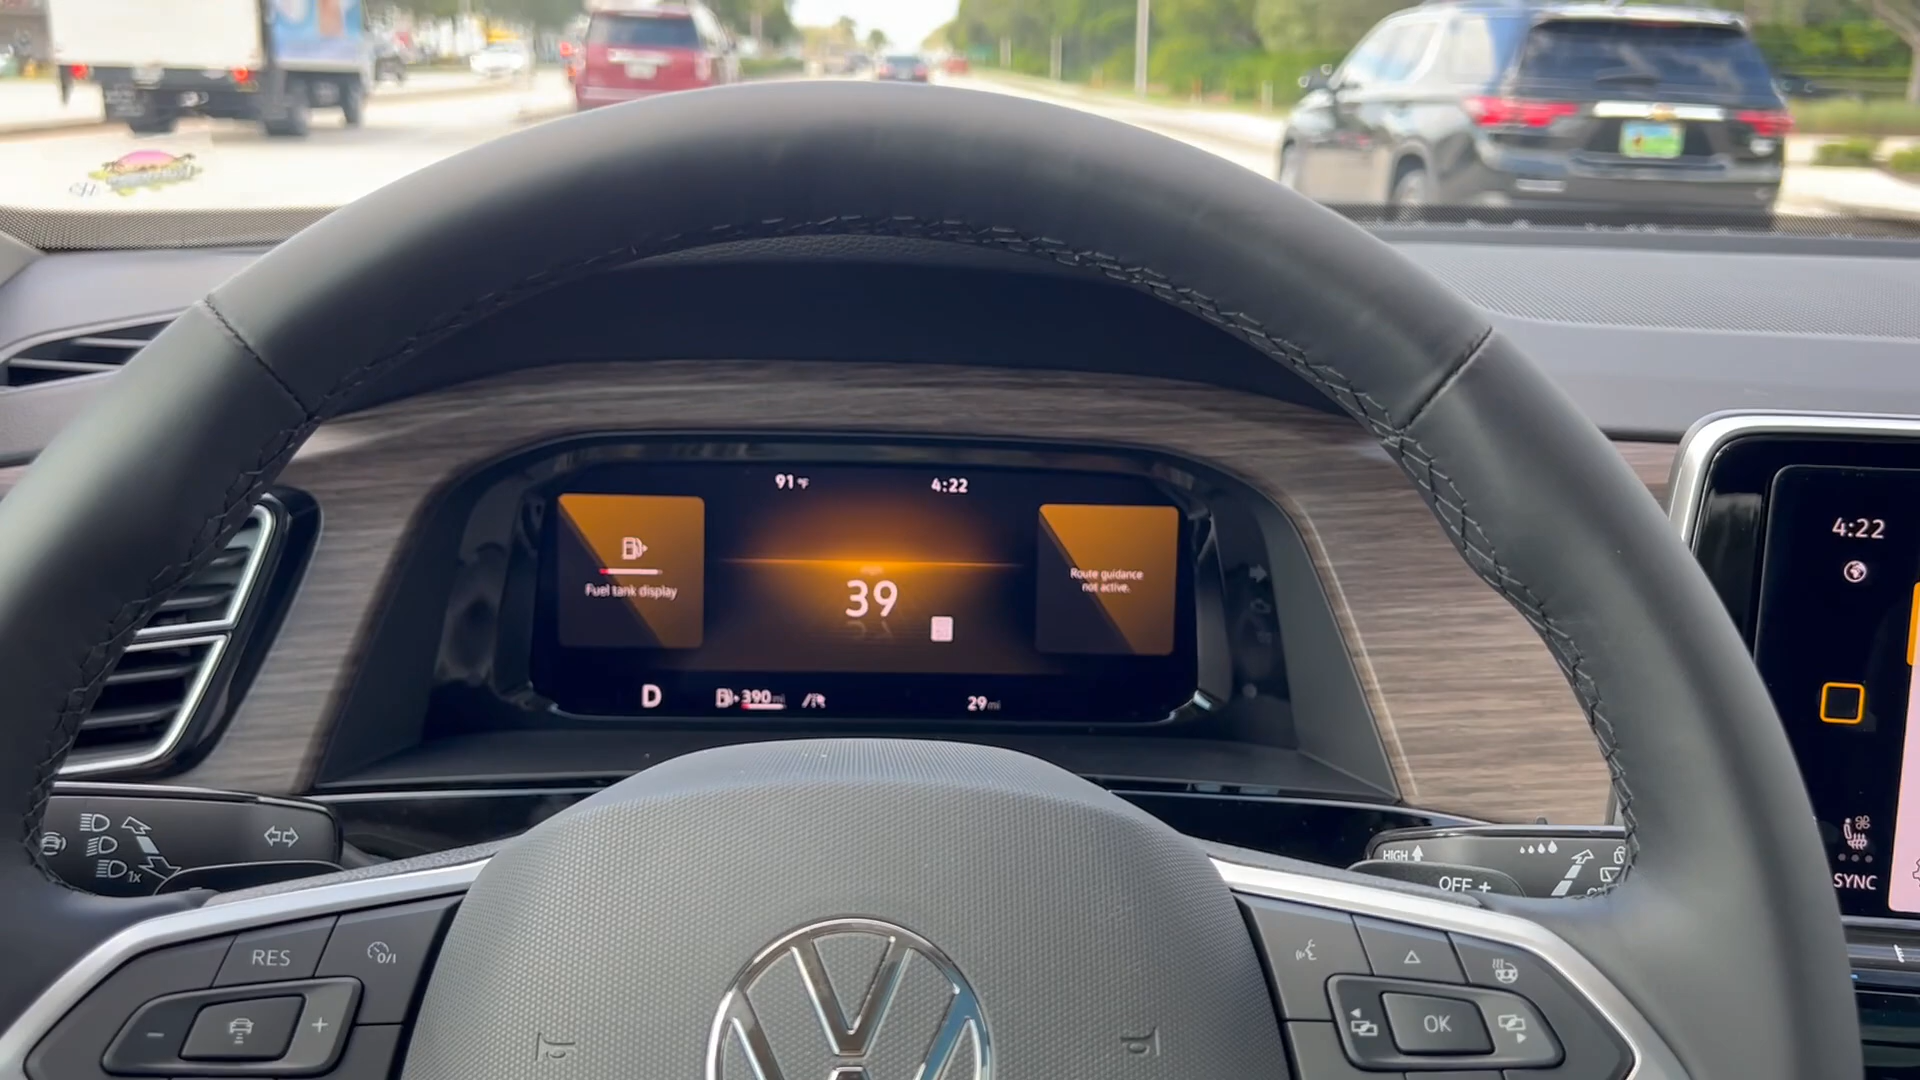 91 °F
4:22
Fuel tank display
39
Route guidance
not active.
D
390 mi
29 mi
4:22
SYNC
1x
HIGH
OFF +
RES
0/I
- +
OK